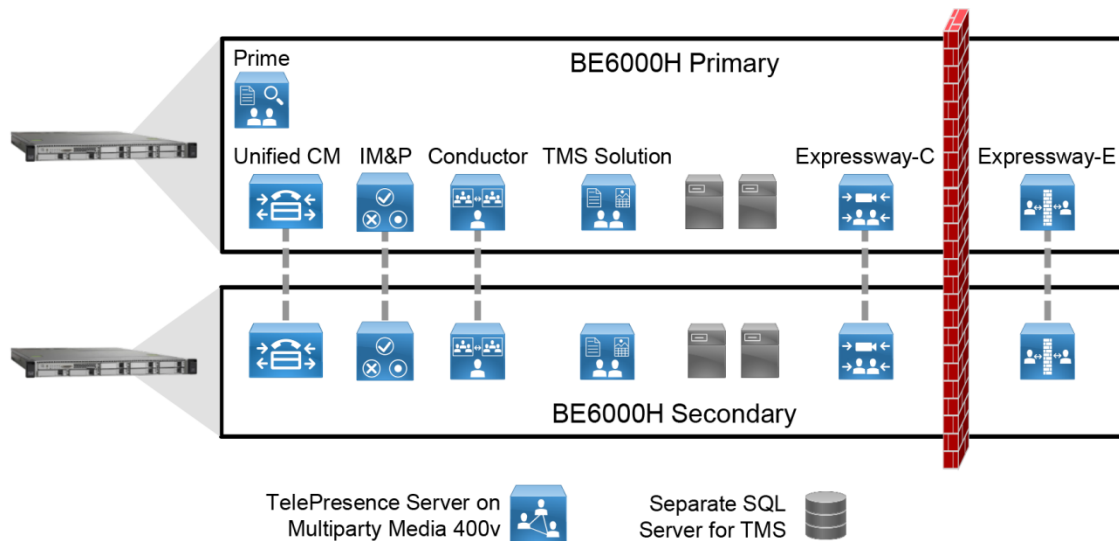 Prime
BE6000H Primary
Unified CM
IM&P
Conductor
TMS Solution
Expressway-C
Expressway-E
BE6000H Secondary
TelePresence Server on
Multiparty Media 400v
Separate SQL
Server for TMS